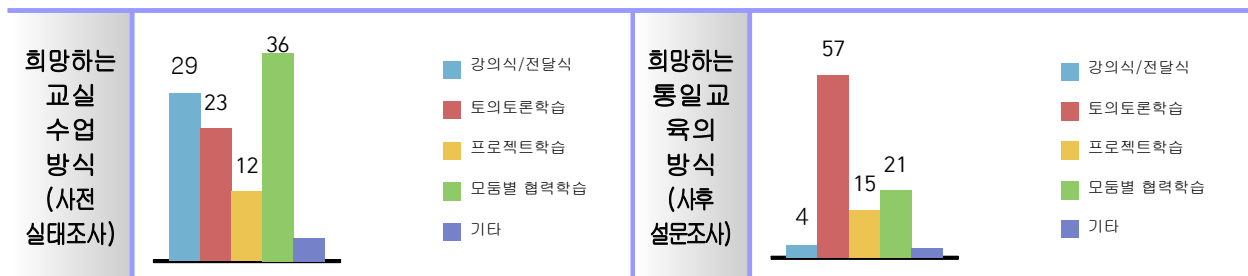 희망하는
교실
수업
방식
(사전
실태조사)
29
23
12
36
강의식/전달식
토의토론학습
프로젝트학습
모둠별 협력학습
기타
희망하는
통일교
육의
방식
(사후
설문조사)
4
57
15
21
강의식/전달식
토의토론학습
프로젝트학습
모둠별 협력학습
기타